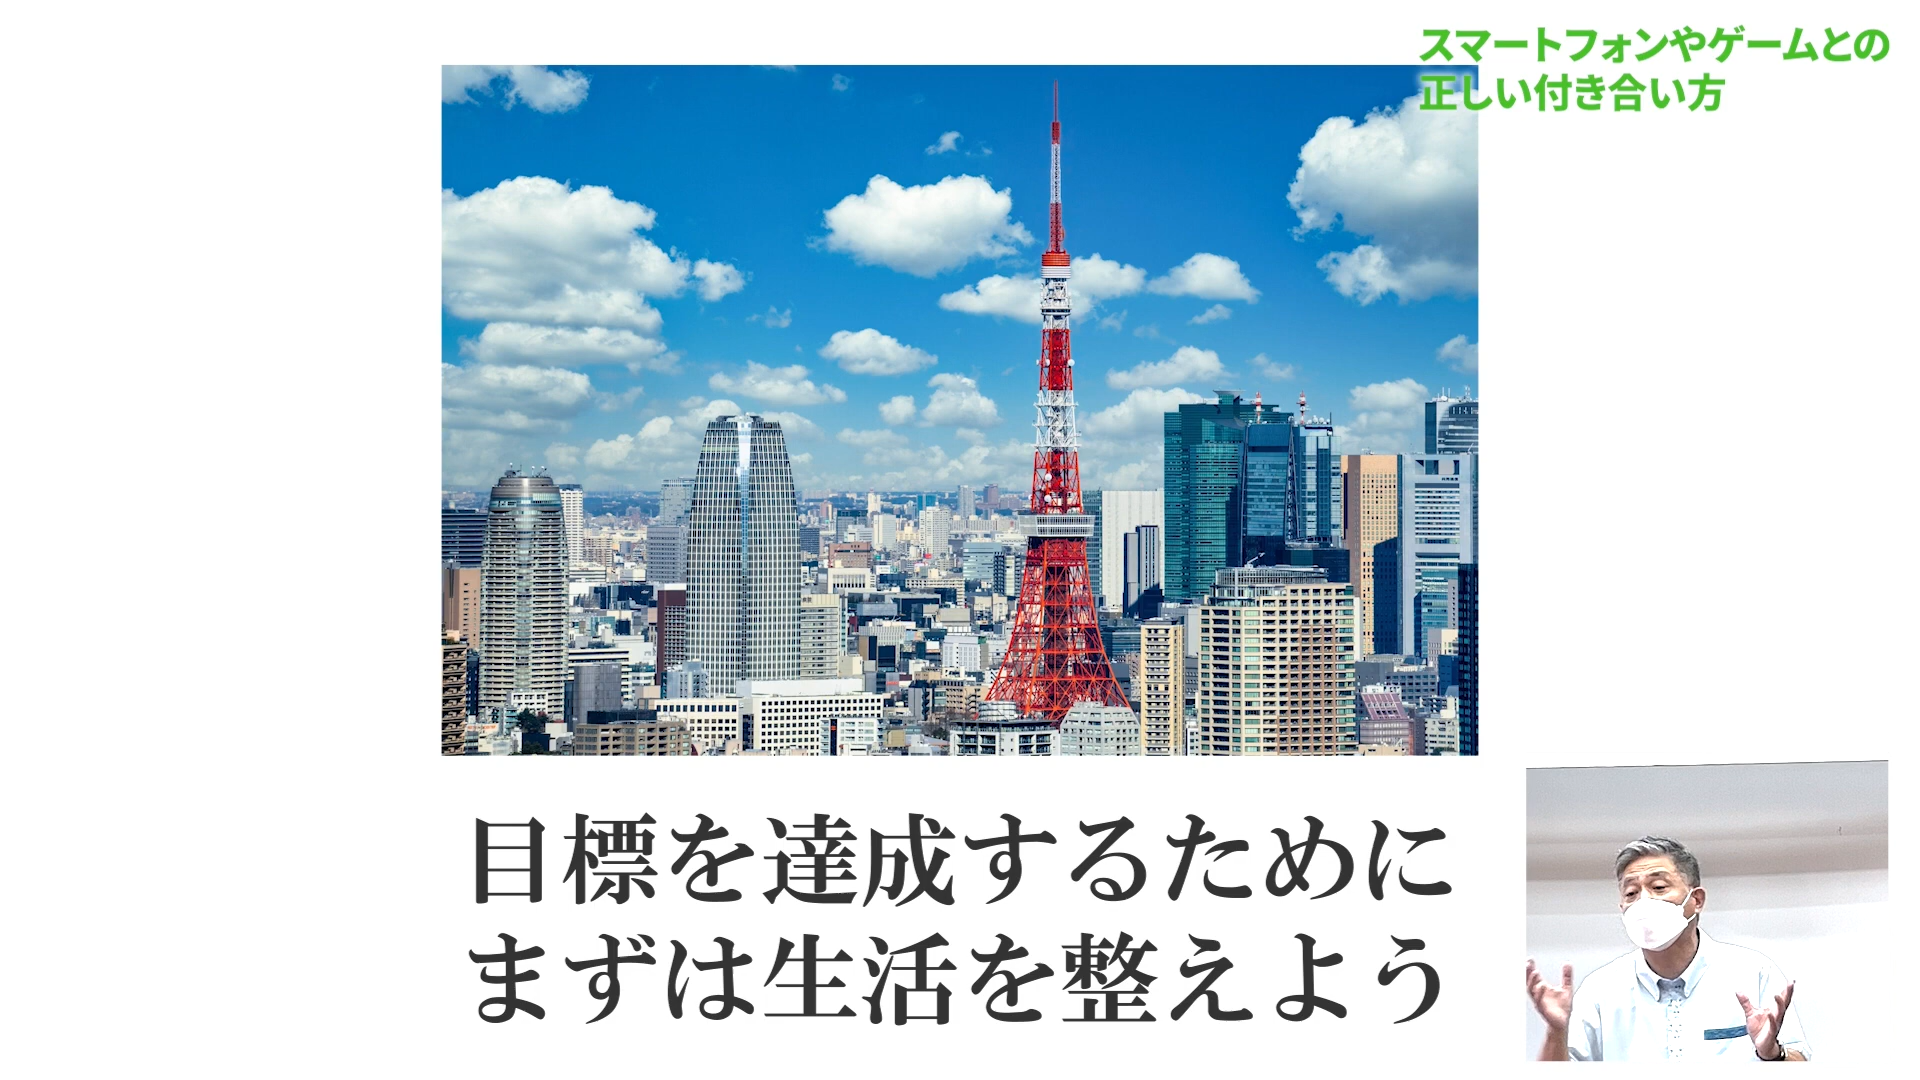 スマートフォンやゲームとの
正しい付き合い方
目標を達成するために
まずは生活を整えよう